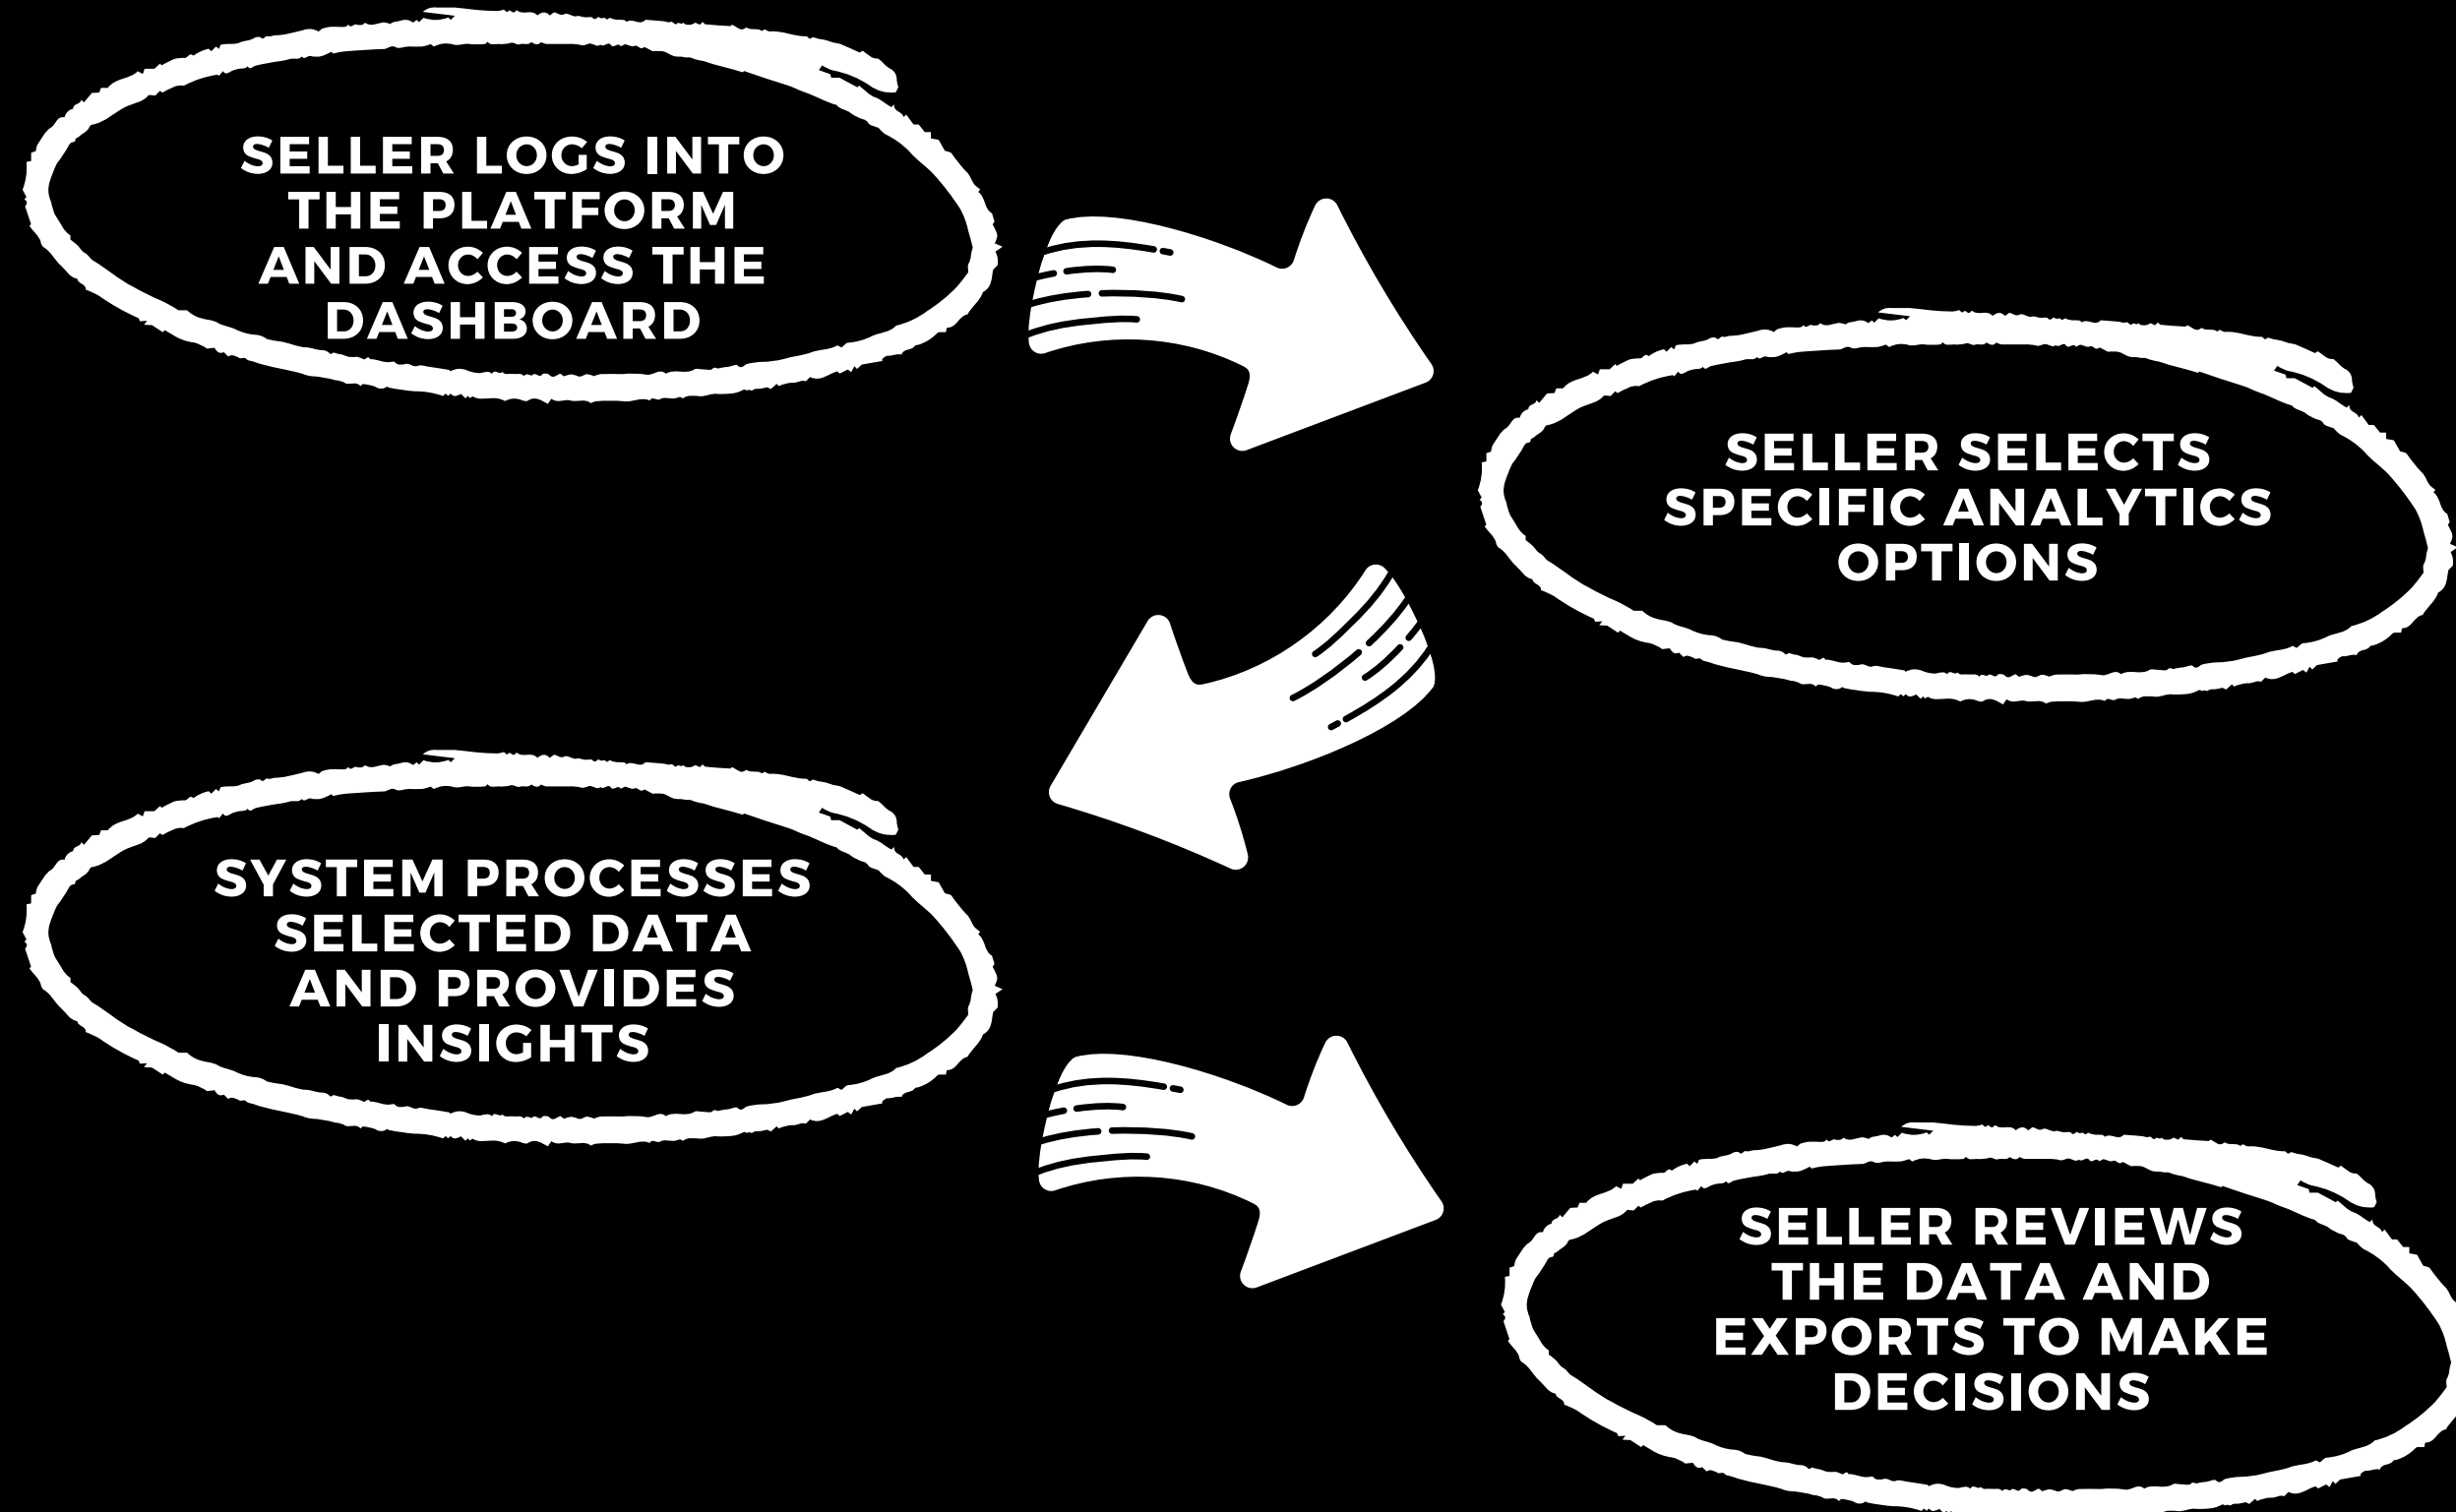 SELLER LOGS INTO
THE PLATFORM
AND ACCESS THE
DASHBOARD
SELLER SELECTS
SPECIFIC ANALYTICS
OPTIONS
SYSTEM PROCESSES
SELECTED DATA
AND PROVIDES
INSIGHTS
SELLER REVIEWS
THE DATA AND
EXPORTS TO MAKE
DECISIONS